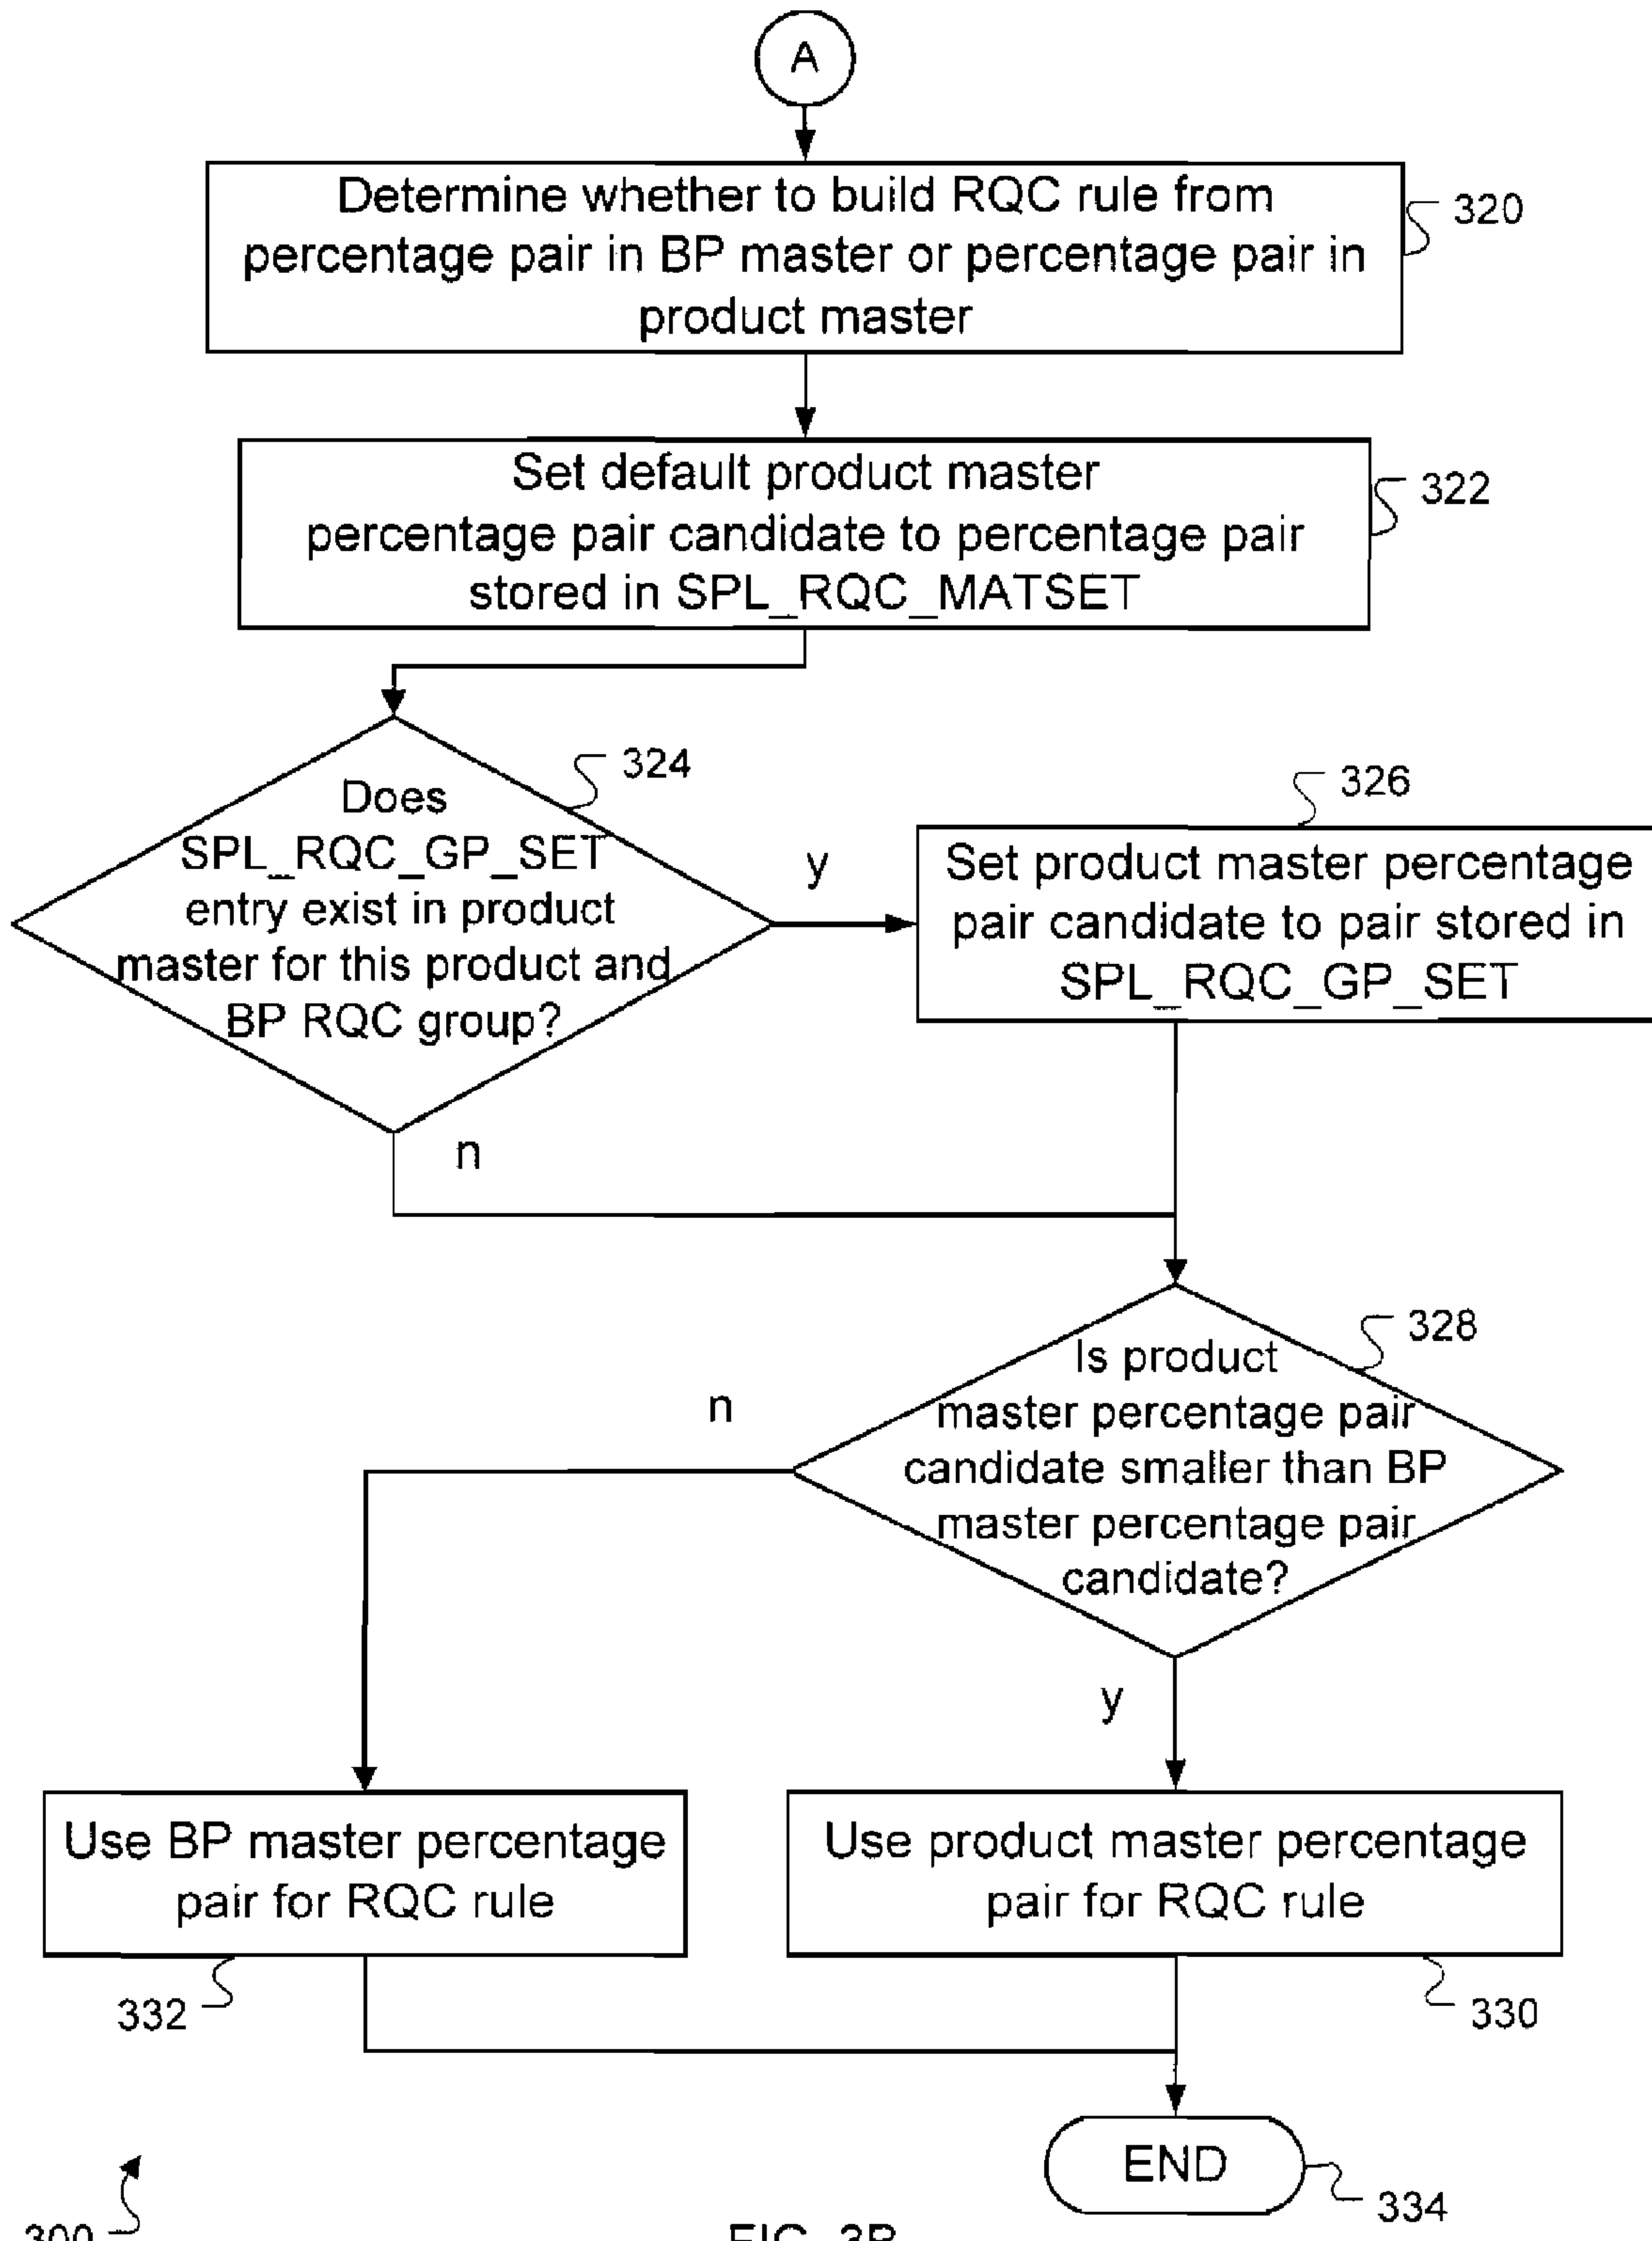 A
Determine whether to build RQC rule from
percentage pair in BP master or percentage pair in
product master
320
Set default product master
percentage pair candidate to percentage pair
stored in SPL_RQC_MATSET
322
Does
SPL_RQC_GP_SET
entry exist in product
master for this product and
BP RQC group?
324
y
n
326
Set product master percentage
pair candidate to pair stored in
SPL_RQC_GP_SET
Is product
master percentage pair
candidate smaller than BP
master percentage pair
candidate?
328
n
y
Use BP master percentage
pair for RQC rule
332
Use product master percentage
pair for RQC rule
330
END
334
300
FIG. 3B